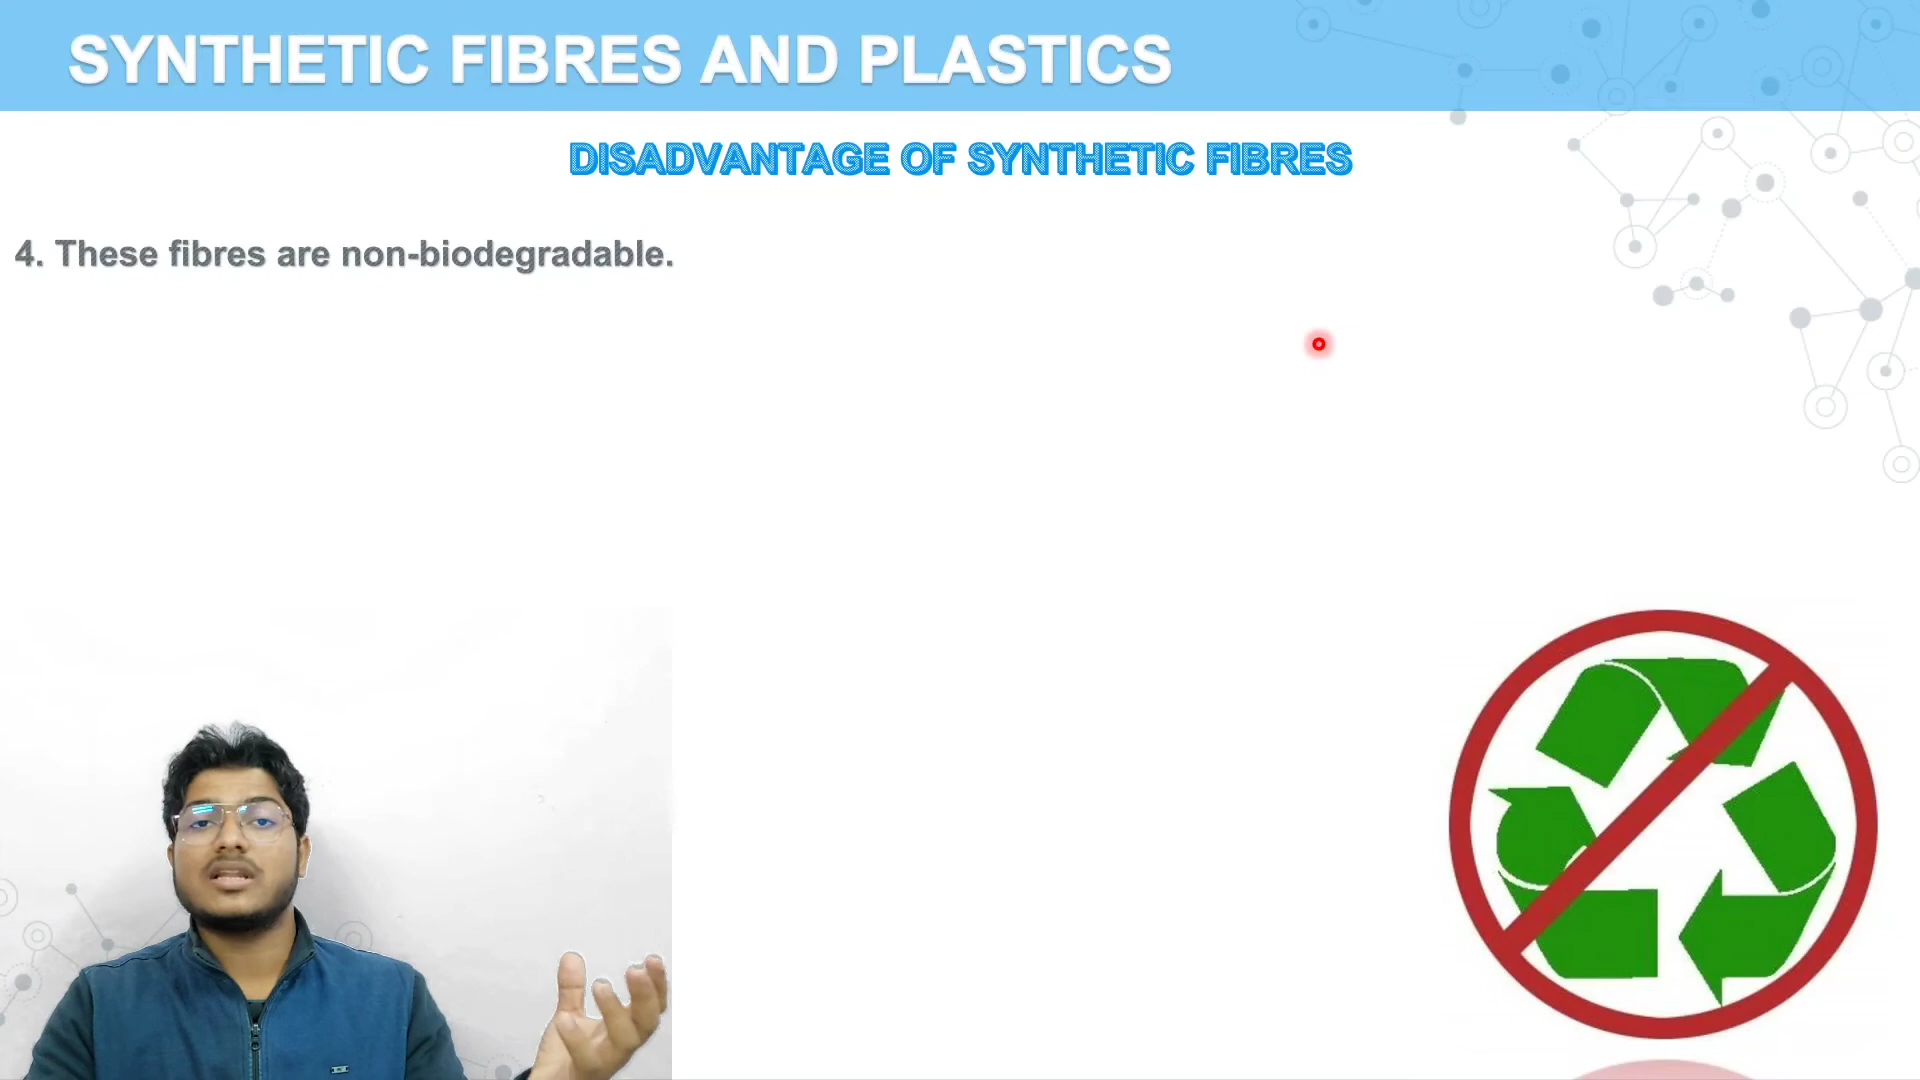 SYNTHETIC FIBRES AND PLASTICS
DISADVANTAGE OF SYNTHETIC FIBRES
4. These fibres are non-biodegradable.